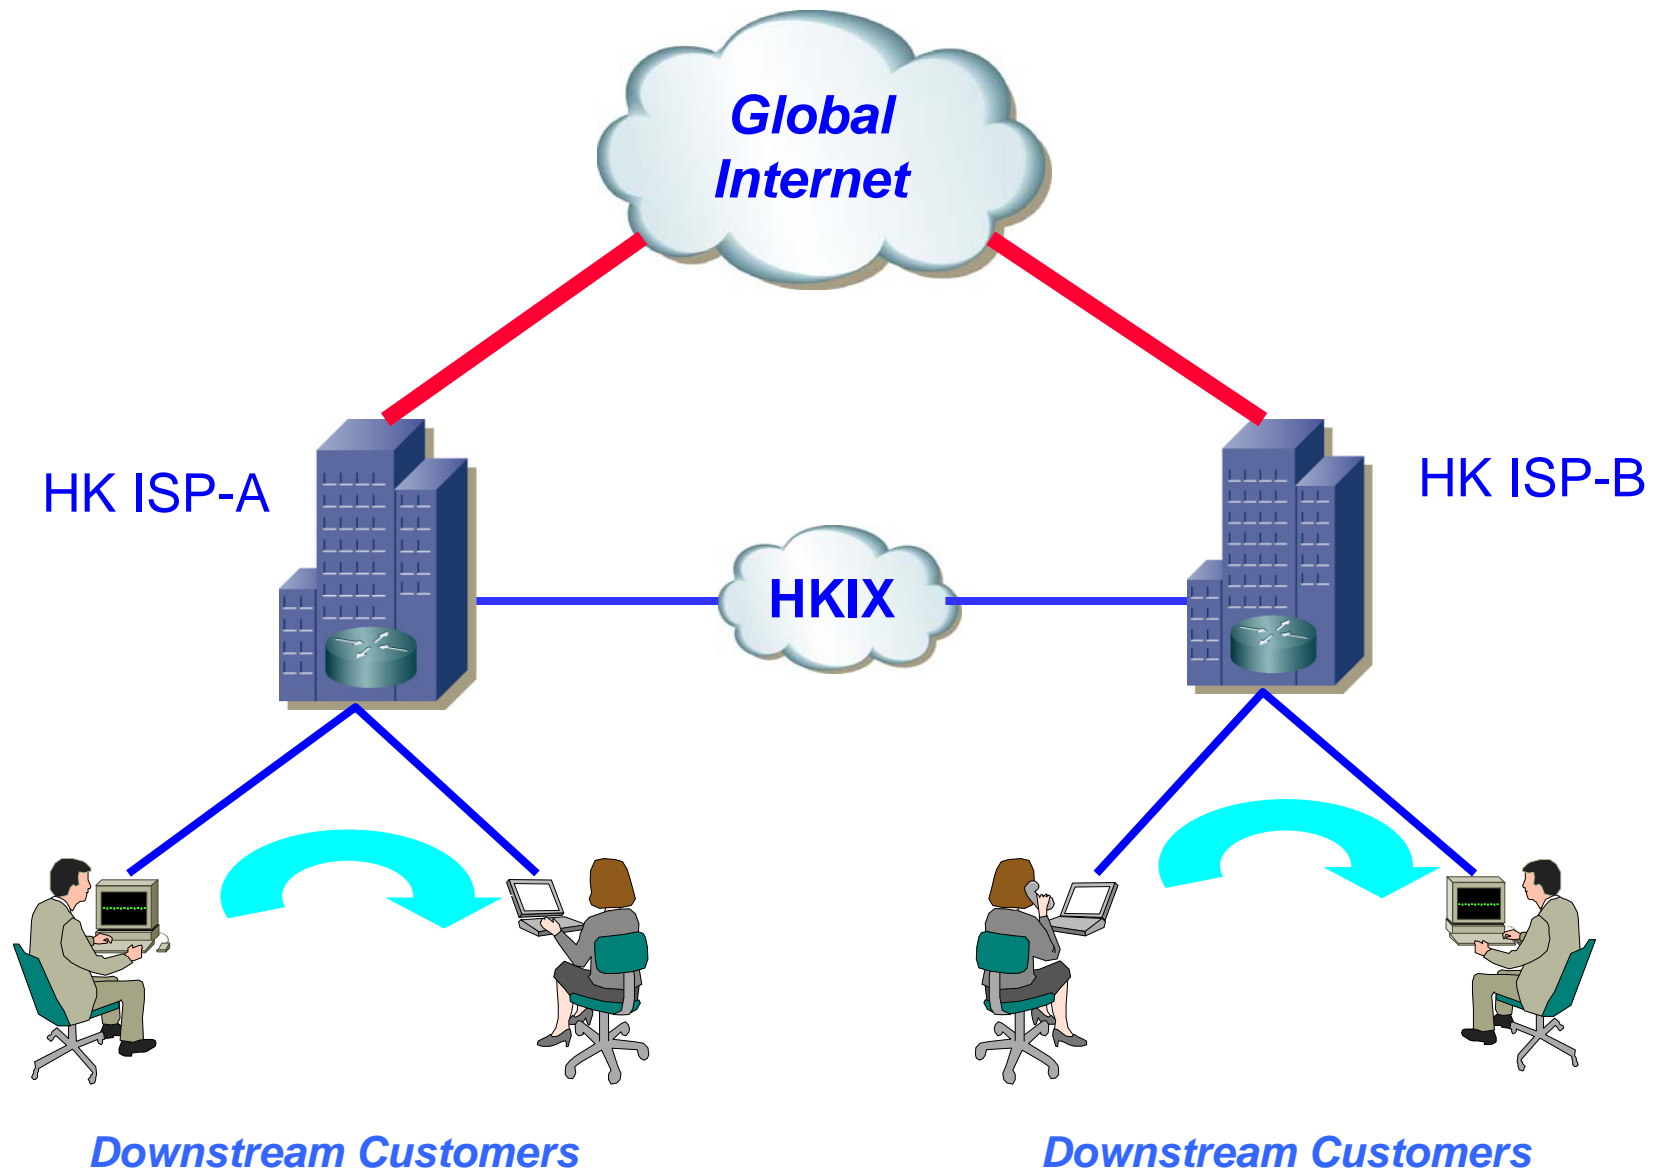 Global
Internet
HK ISP-A
HK ISP-B
HKIX
Downstream Customers
Downstream Customers